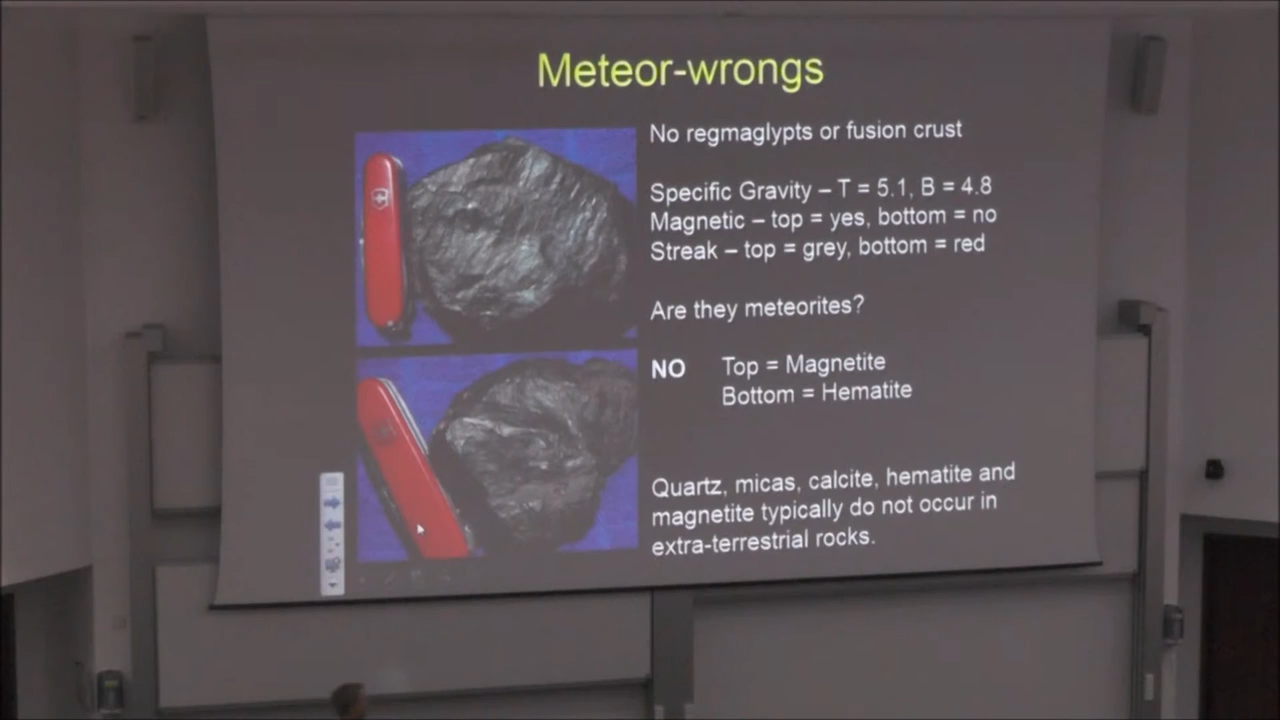 Meteor-wrongs
No regmaglypts or fusion crust
Specific Gravity – T = 5.1, B = 4.8
Magnetic – top = yes, bottom = no
Streak – top = grey, bottom = red
Are they meteorites?
NO Top = Magnetite
Bottom = Hematite
Quartz, micas, calcite, hematite and
magnetite typically do not occur in
extra-terrestrial rocks.